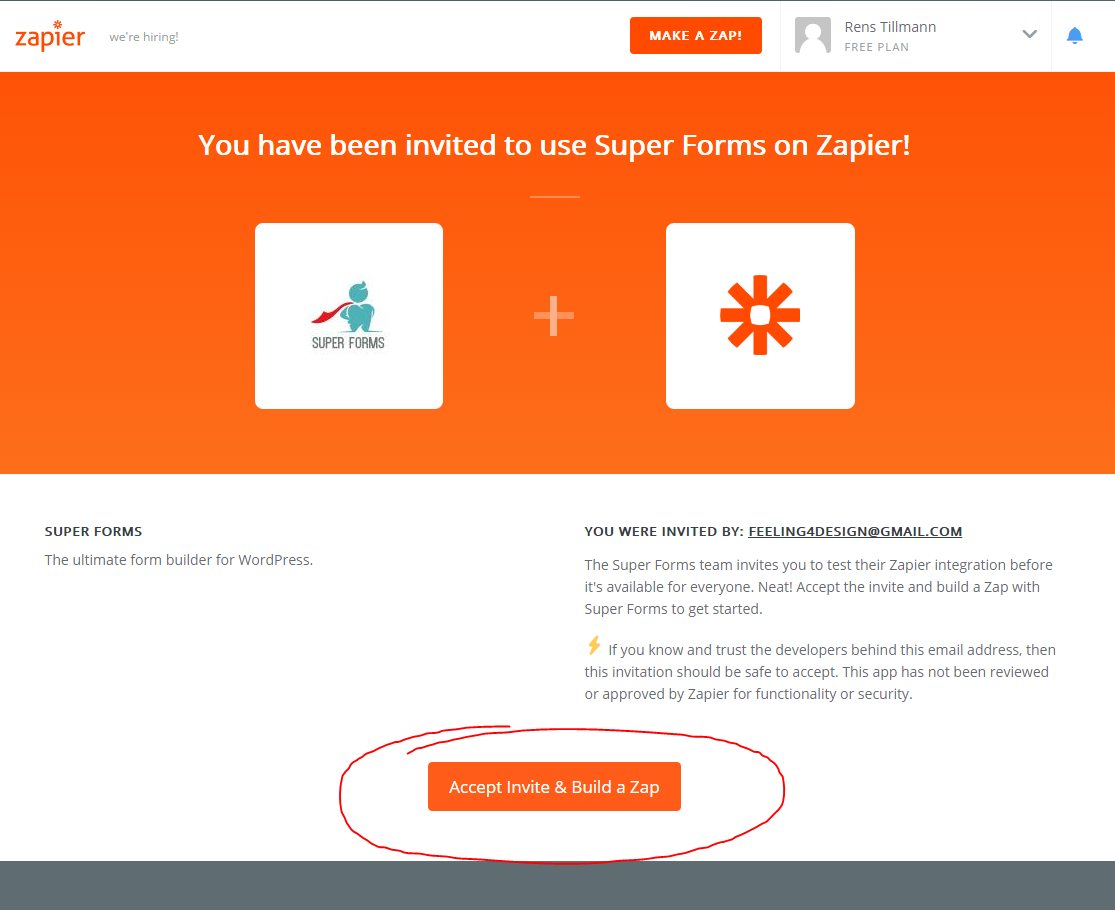 zapier we're hiring! MAKE A ZAP! Rens Tillmann
FREE PLAN
You have been invited to use Super Forms on Zapier!
SUPER FORMS
SUPER FORMS
The ultimate form builder for WordPress.
YOU WERE INVITED BY: FEELING4DESIGN@GMAIL.COM
The Super Forms team invites you to test their Zapier integration before
it's available for everyone. Neat! Accept the invite and build a Zap with
Super Forms to get started.
If you know and trust the developers behind this email address, then
this invitation should be safe to accept. This app has not been reviewed
or approved by Zapier for functionality or security.
Accept Invite & Build a Zap